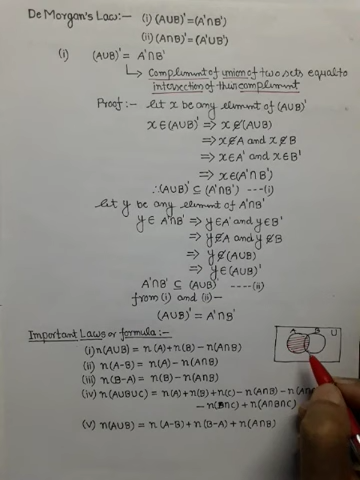 De Morgan's Law:- (i) (A∪B)' = (A'∩B')
(ii) (A∩B)' = (A'∪B')
(i) (A∪B)' = A'∩B'
↳ Compliment of union of two sets equal to
intersection of their compliment
Proof:- let x be any element of (A∪B)'
x∈(A∪B)' ⇒ x∉(A∪B)
⇒ x∉A and x∉B
⇒ x∈A' and x∈B'
⇒ x∈(A'∩B')
∴(A∪B)' ⊆ (A'∩B') ---(i)
let y be any element of A'∩B'
y∈ A'∩B' ⇒ y∈A' and y∈B'
⇒ y∉A and y∉B
⇒ y∉(A∪B)
⇒ y∈(A∪B)'
A'∩B' ⊆ (A∪B)' ----(ii)
from (i) and (ii)-
(A∪B)' = A'∩B'
Important Laws or formula:-
A B U
(i) n(A∪B) = n(A)+n(B) - n(A∩B)
(ii) n(A-B) = n(A) - n(A∩B)
(iii) n(B-A) = n(B) - n(A∩B)
(iv) n(A∪B∪C) = n(A)+n(B)+n(C) - n(A∩B) - n(A∩
- n(B∩C) + n(A∩B∩C)
(v) n(A∪B) = n(A-B) + n(B-A) + n(A∩B)